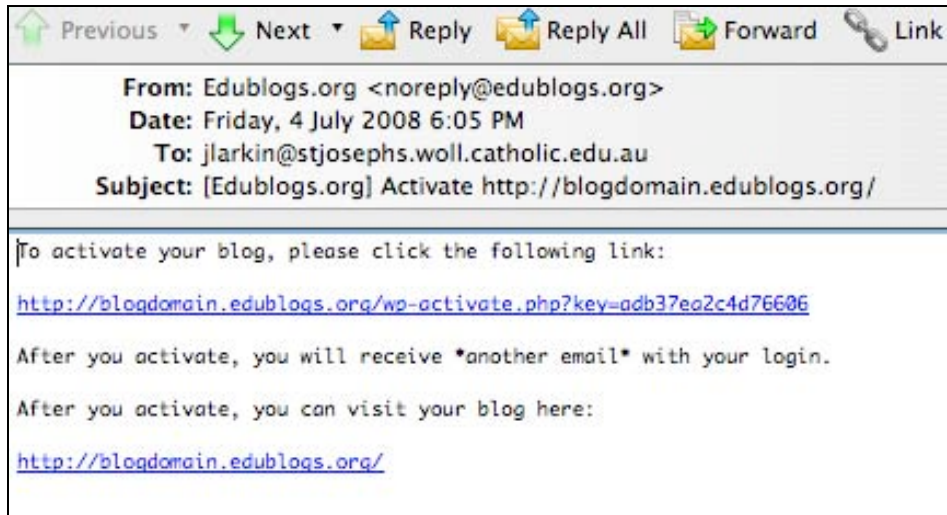 Previous Next Reply Reply All Forward Link
From: Edublogs.org <noreply@edublogs.org>
Date: Friday, 4 July 2008 6:05 PM
To: jlarkin@stjosephs.woll.catholic.edu.au
Subject: [Edublogs.org] Activate http://blogdomain.edublogs.org/
To activate your blog, please click the following link:
http://blogdomain.edublogs.org/wp-activate.php?key=adb37ea2c4d76606
After you activate, you will receive *another email* with your login.
After you activate, you can visit your blog here:
http://blogdomain.edublogs.org/